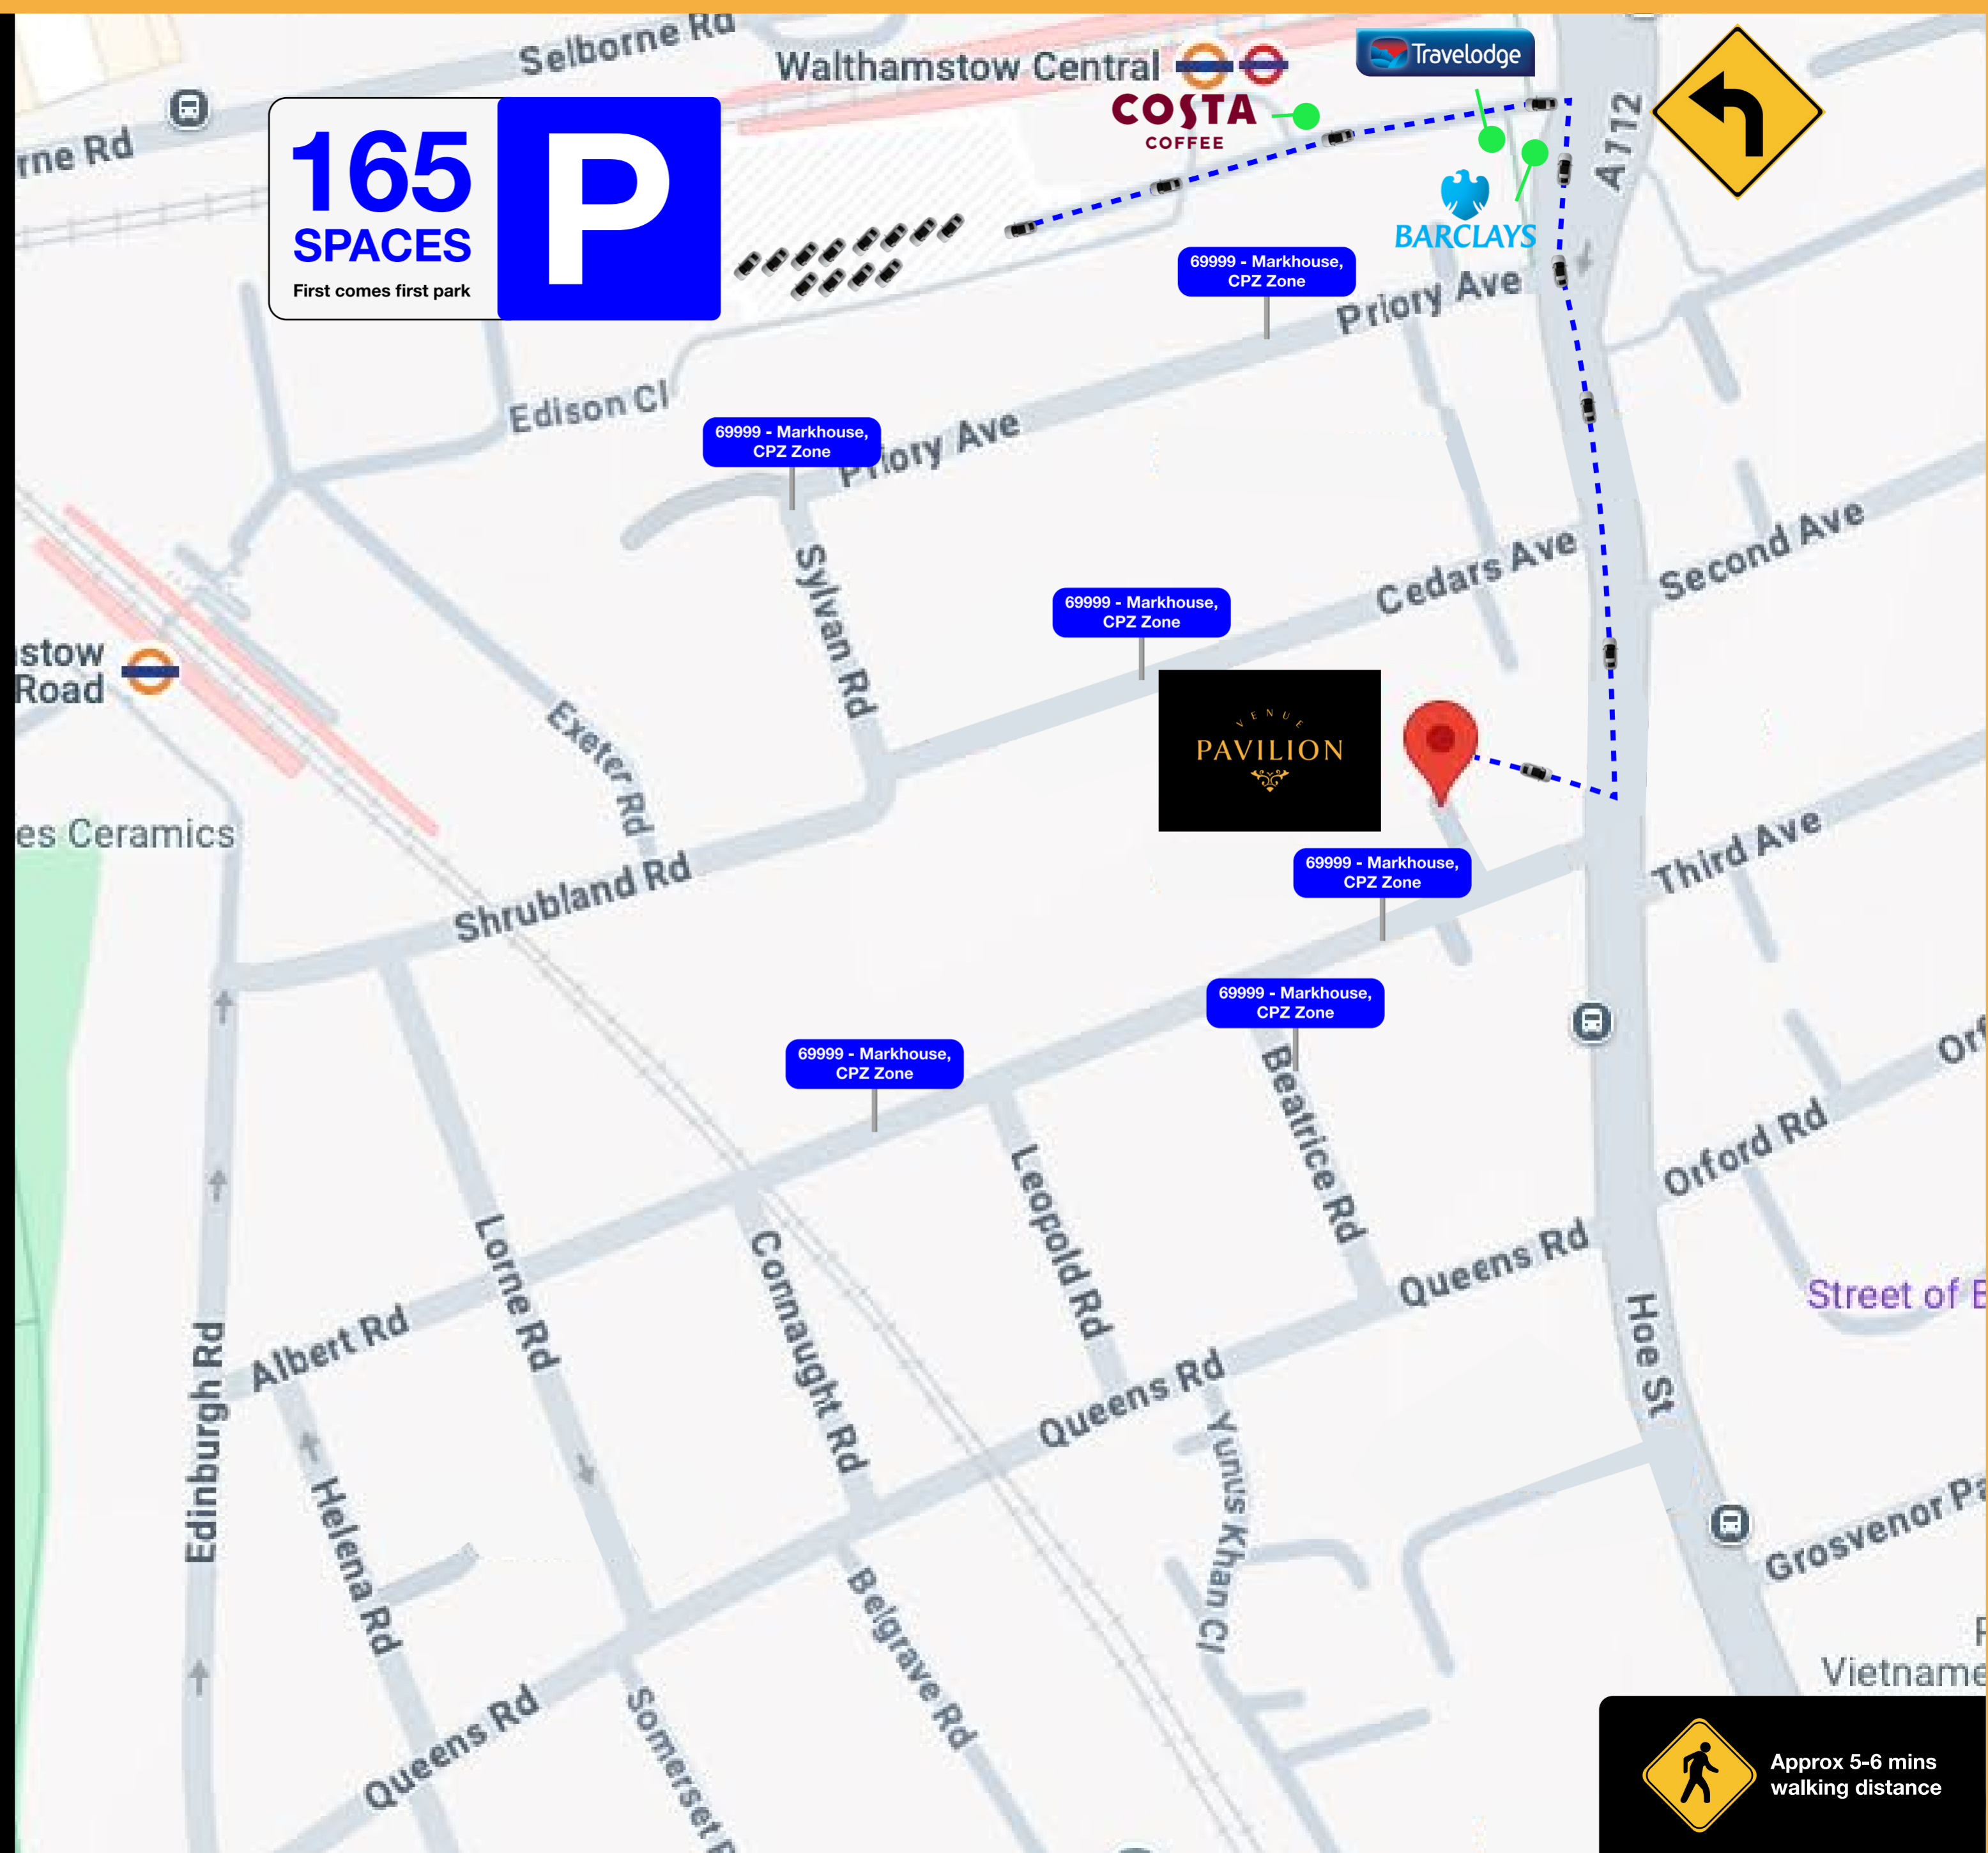 Selborne Rd
Walthamstow Central
Travelodge
COSTA
COFFEE
A112
rne Rd
165
SPACES
First comes first park
P
BARCLAYS
69999 - Markhouse,
CPZ Zone
Priory Ave
Edison Cl
69999 - Markhouse,
CPZ Zone
Priory Ave
Second Ave
Cedars Ave
Sylvan Rd
69999 - Markhouse,
CPZ Zone
stow
Road
Exeter Rd
VENUE
PAVILION
es Ceramics
Third Ave
69999 - Markhouse,
CPZ Zone
Shrubland Rd
69999 - Markhouse,
CPZ Zone
69999 - Markhouse,
CPZ Zone
Beatrice Rd
Orf
Orford Rd
Leopold Rd
Lorne Rd
Connaught Rd
Queens Rd
Street of E
Hoe St
Albert Rd
Edinburgh Rd
Queens Rd
Yunus Khan Cl
Helena Rd
Grosvenor Pa
Belgrave Rd
Vietname
Queens Rd
Somerset R
Approx 5-6 mins
walking distance